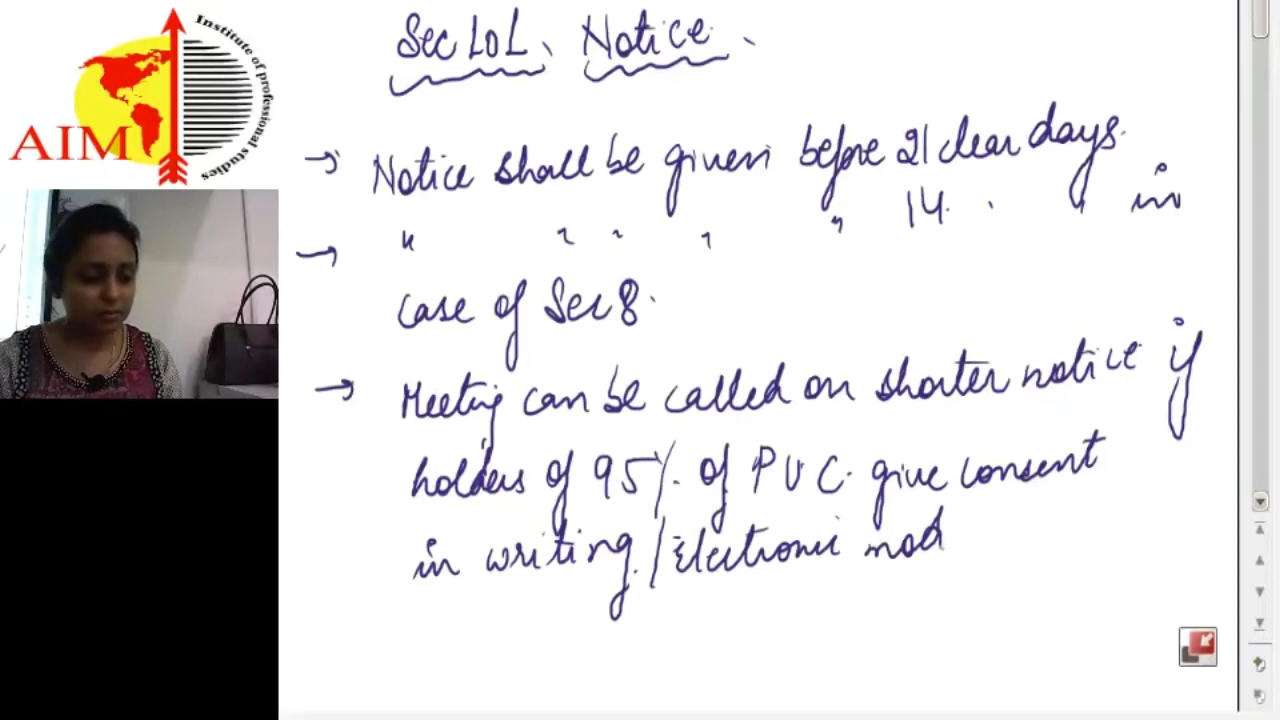 AIM
Institute of professional studies
Sec 101. Notice.
→ Notice shall be given before 21 clear days.
→ " " " " " 14 " " in
case of Sec 8.
→ Meeting can be called on shorter notice if
holders of 95% of PUC. give consent
in writing / Electronic mod